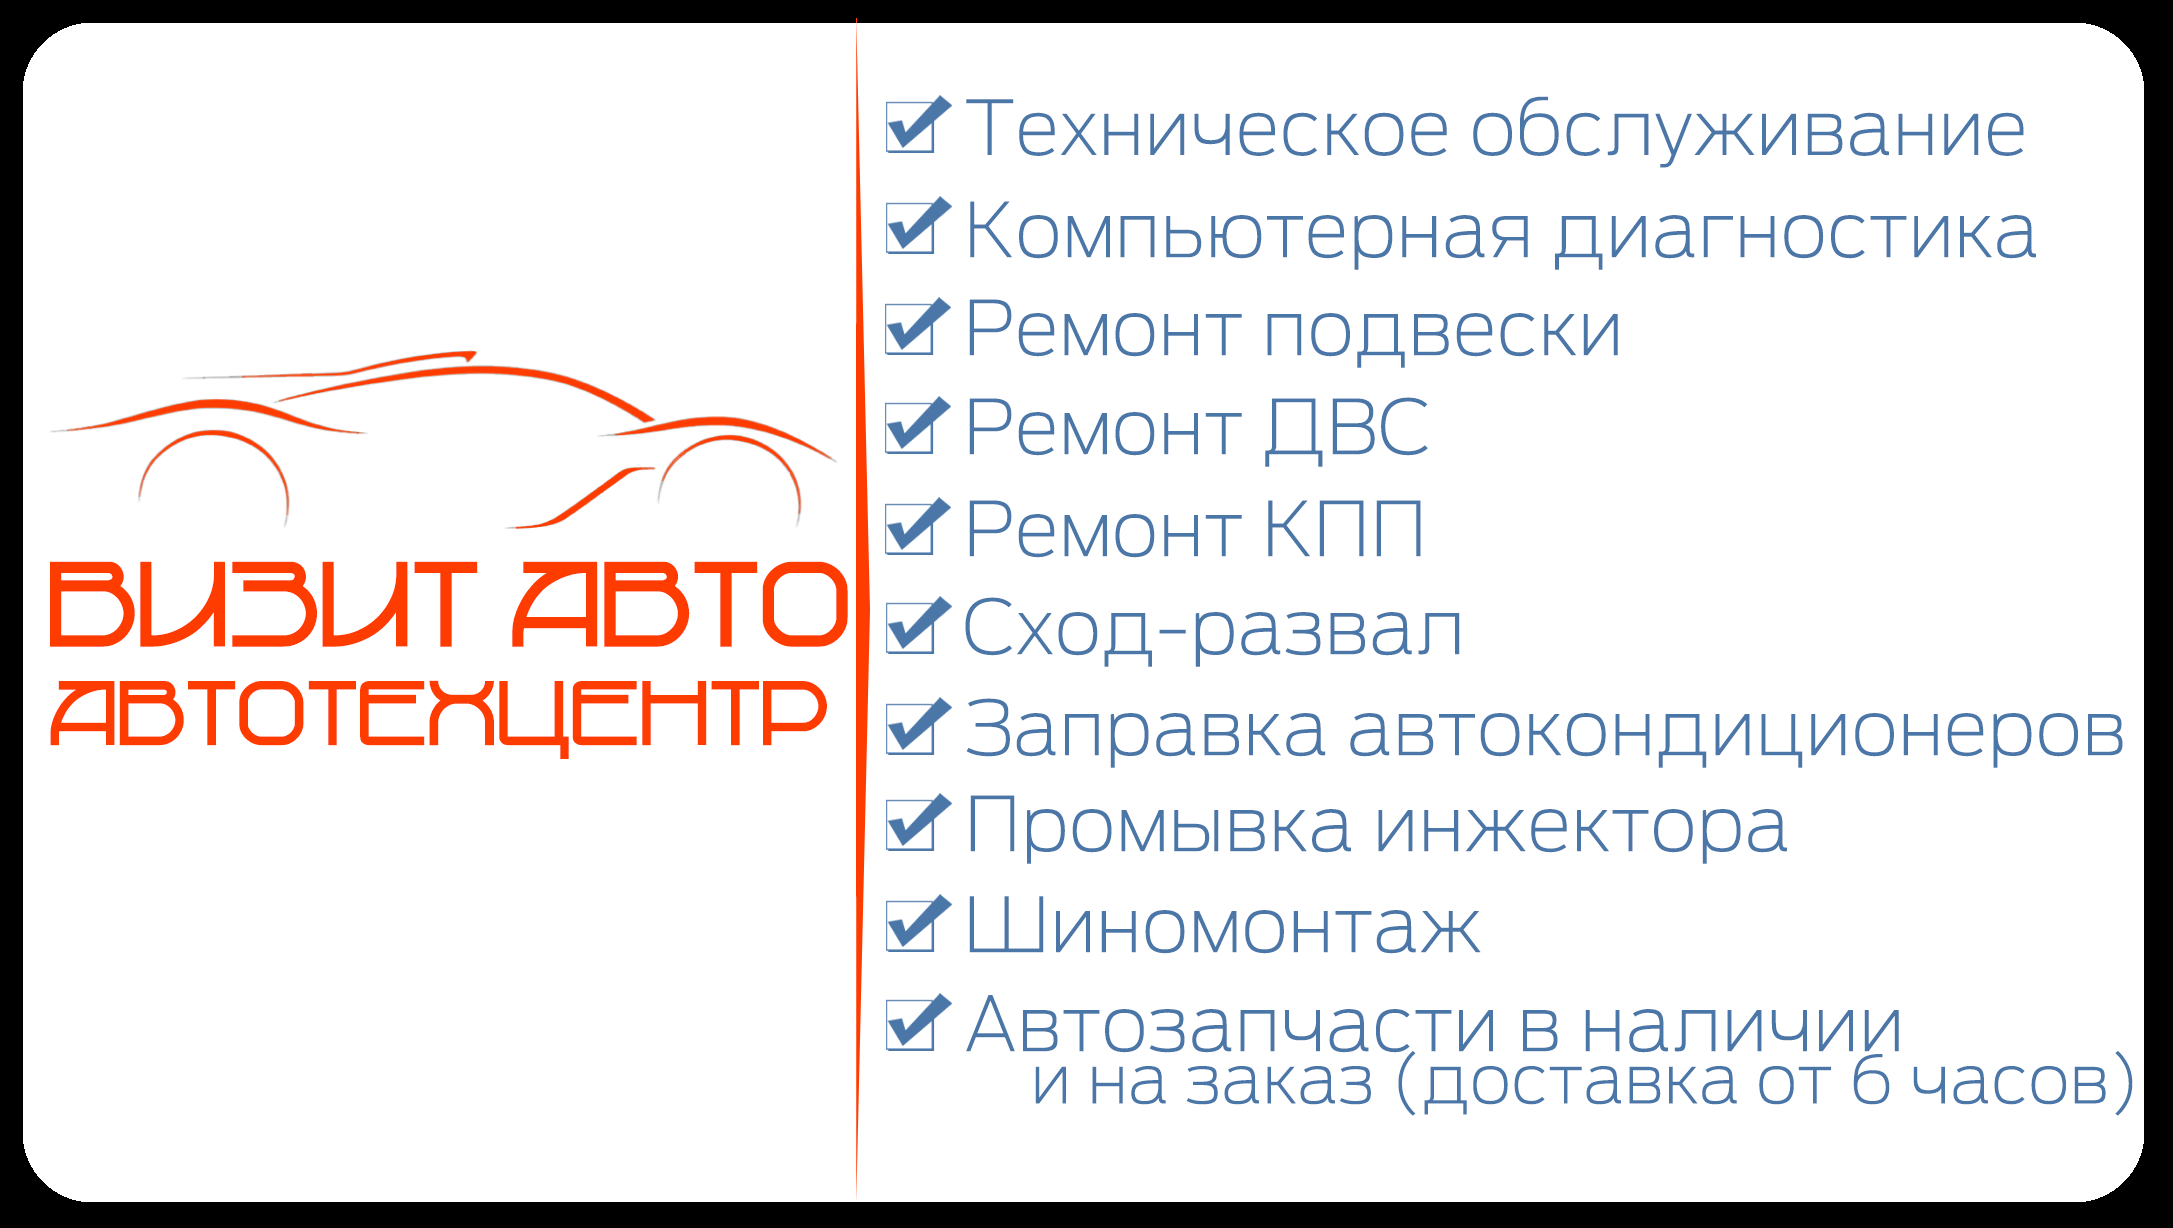 ВИЗИТ АВТО
АВТОТЕХЦЕНТР
Техническое обслуживание
Компьютерная диагностика
Ремонт подвески
Ремонт ДВС
Ремонт КПП
Сход-развал
Заправка автокондиционеров
Промывка инжектора
Шиномонтаж
Автозапчасти в наличии
и на заказ (доставка от 6 часов)